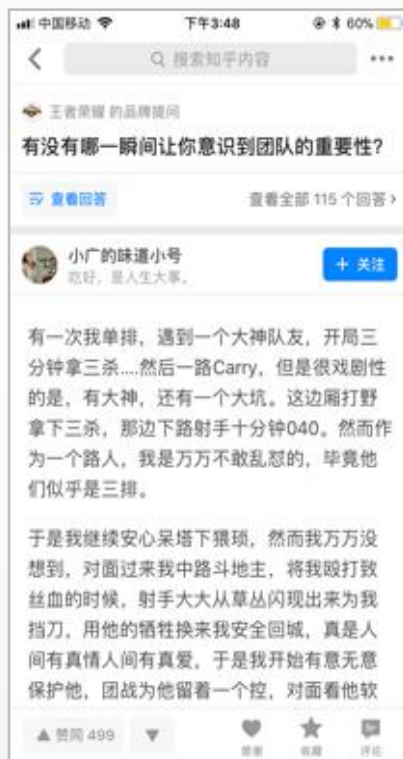 中国移动 下午3:48 60%
搜索知乎内容
王者荣耀 的品牌提问
有没有哪一瞬间让你意识到团队的重要性?
查看回答 查看全部 115 个回答
小广的味道小号
吃好,是人生大事。
+ 关注
有一次我单排,遇到一个大神队友,开局三
分钟拿三杀....然后一路Carry,但是很戏剧性
的是,有大神,还有一个大坑。这边厢打野
拿下三杀,那边下路射手十分钟040。然而作
为一个路人,我是万万不敢乱怼的,毕竟他
们似乎是三排。
于是我继续安心呆塔下猥琐,然而我万万没
想到,对面过来我中路斗地主,将我殴打致
丝血的时候,射手大大从草丛闪现出来为我
挡刀,用他的牺牲换来我安全回城,真是人
间有真情人间有真爱,于是我开始有意无意
保护他,团战为他留着一个控,对面看他软
赞同 499 感谢 收藏 评论